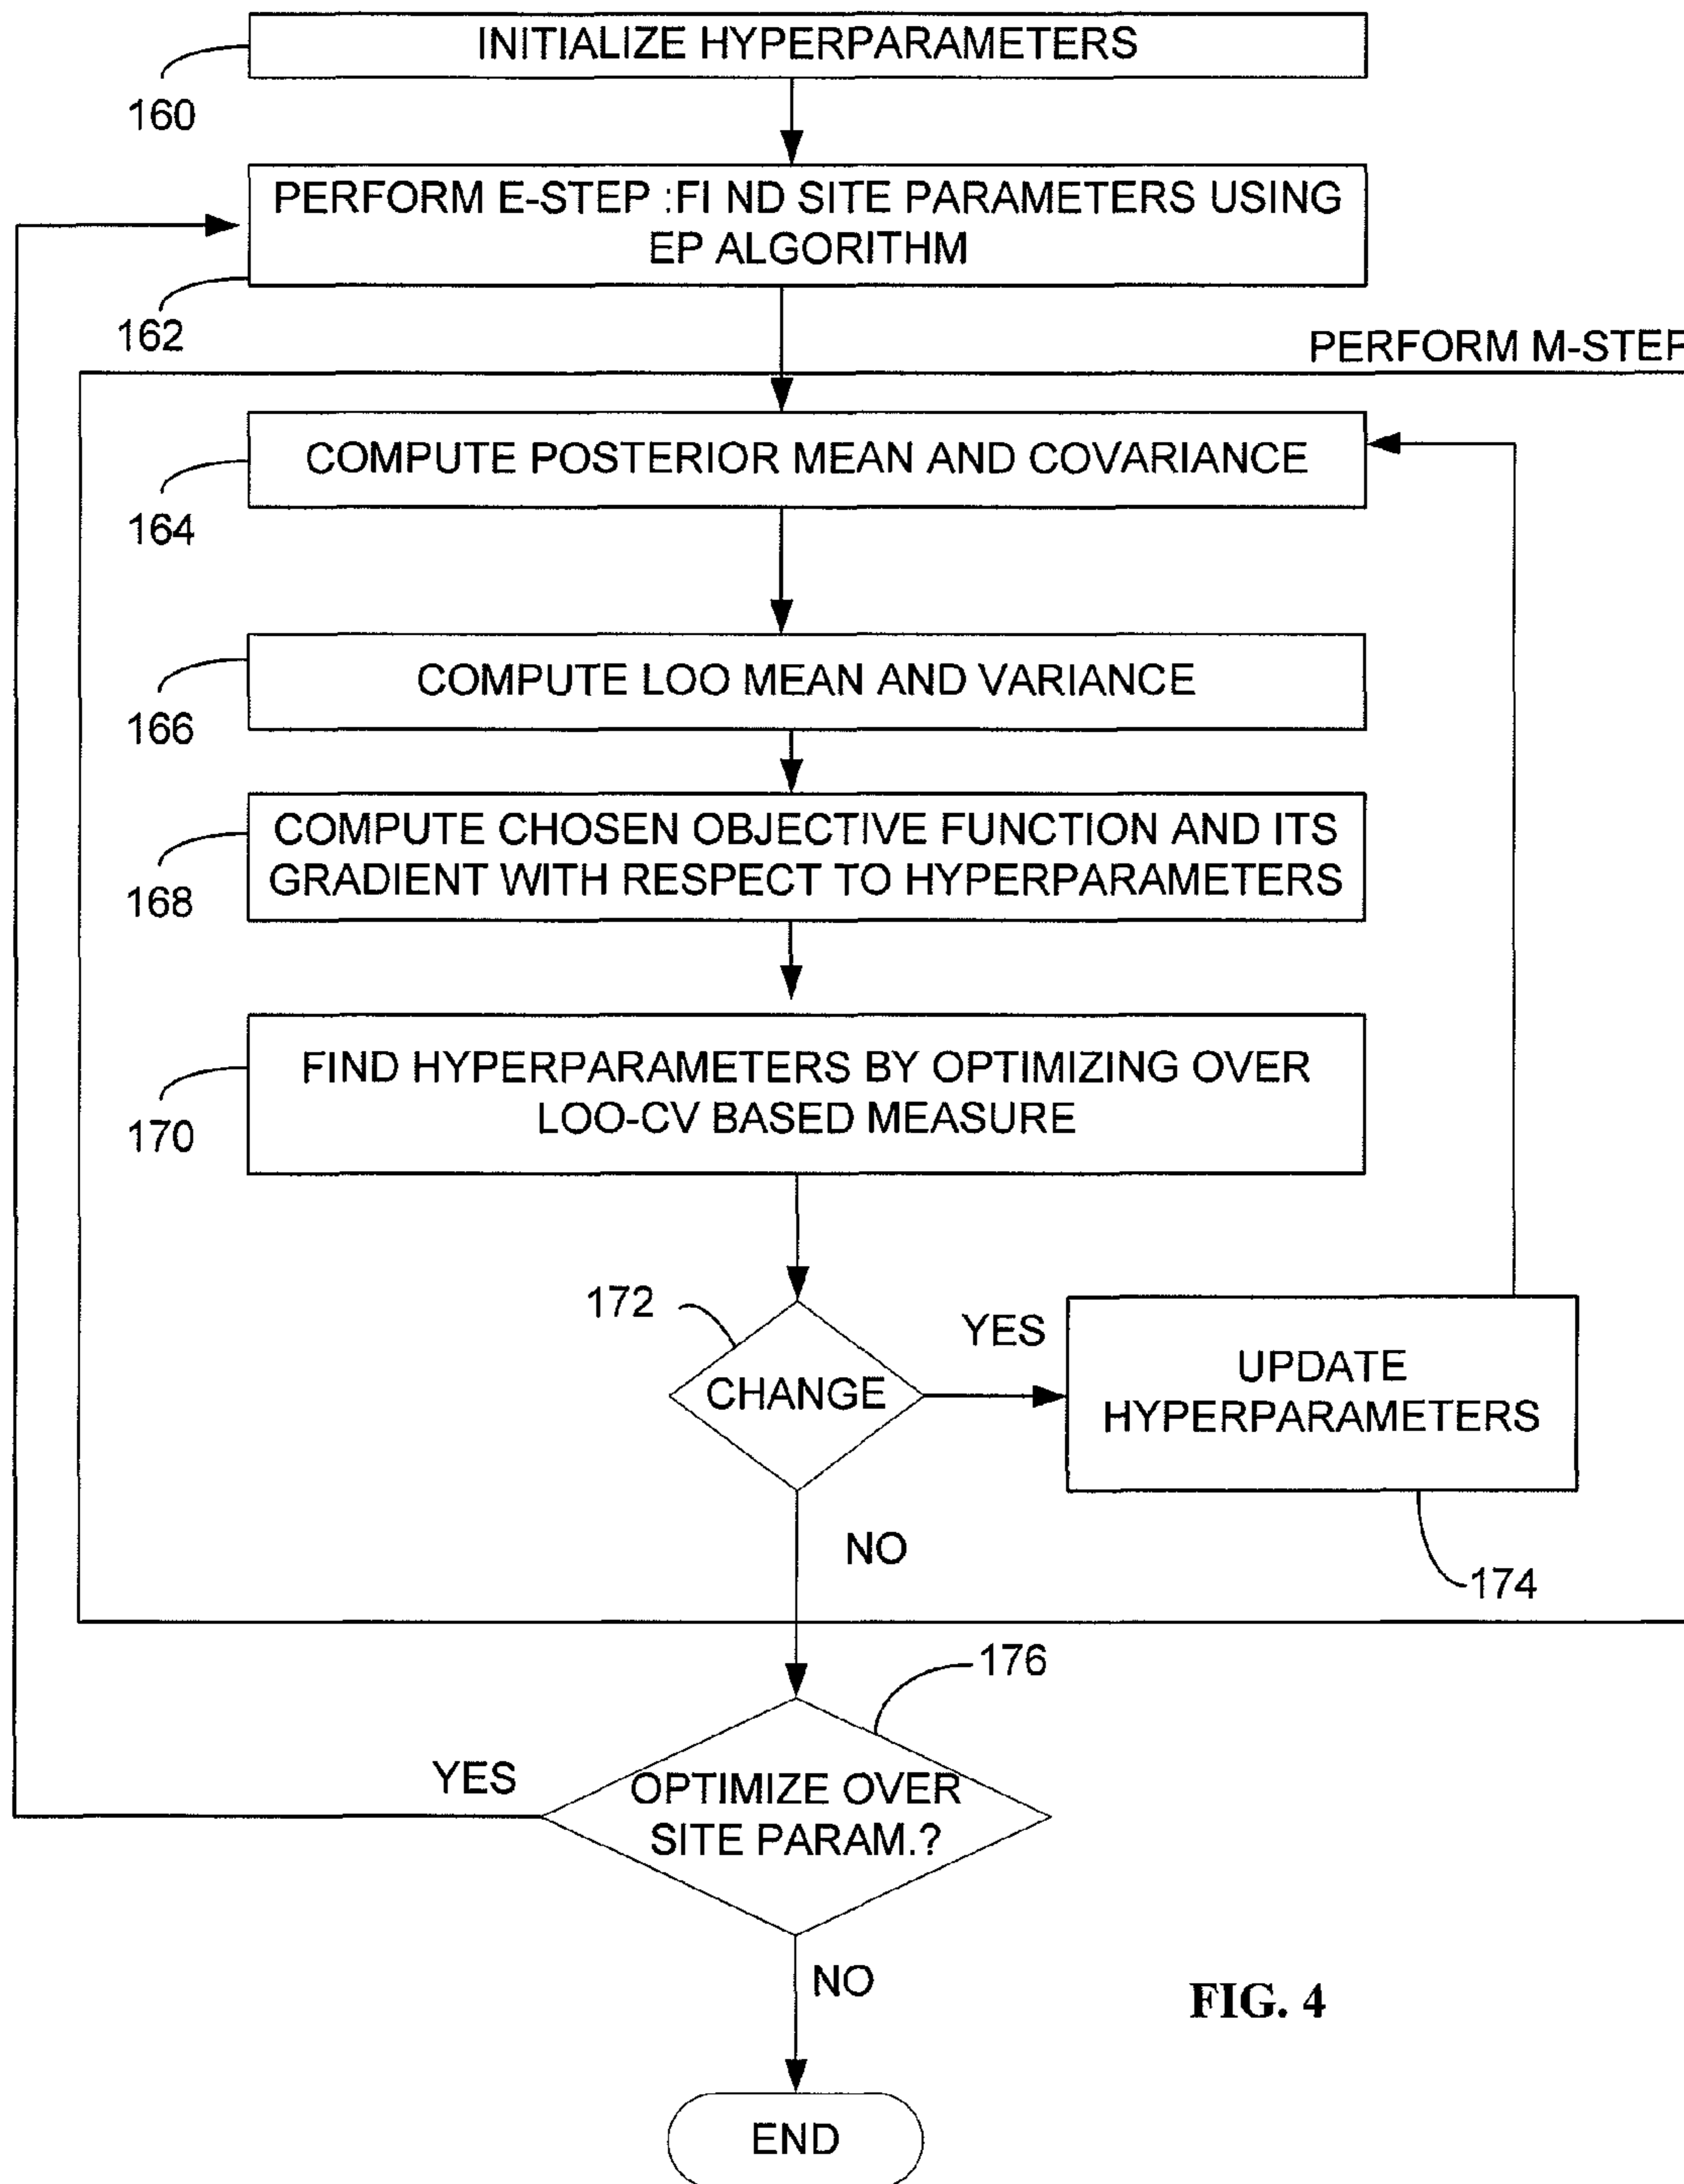 INITIALIZE HYPERPARAMETERS
160
PERFORM E-STEP :FI ND SITE PARAMETERS USING
EP ALGORITHM
162
PERFORM M-STEP
COMPUTE POSTERIOR MEAN AND COVARIANCE
164
COMPUTE LOO MEAN AND VARIANCE
166
COMPUTE CHOSEN OBJECTIVE FUNCTION AND ITS
GRADIENT WITH RESPECT TO HYPERPARAMETERS
168
FIND HYPERPARAMETERS BY OPTIMIZING OVER
LOO-CV BASED MEASURE
170
172
CHANGE
YES
UPDATE
HYPERPARAMETERS
NO
174
176
YES
OPTIMIZE OVER
SITE PARAM.?
NO
FIG. 4
END